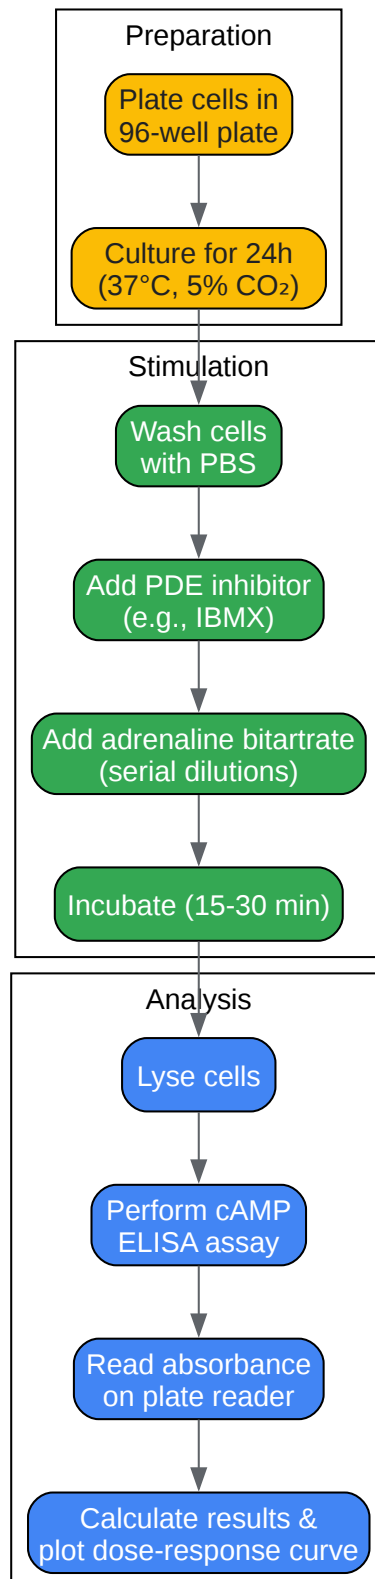 Preparation
Plate cells in
96-well plate
Culture for 24h
(37°C, 5% CO₂)
Stimulation
Wash cells
with PBS
Add PDE inhibitor
(e.g., IBMX)
Add adrenaline bitartrate
(serial dilutions)
Incubate (15-30 min)
Analysis
Lyse cells
Perform cAMP
ELISA assay
Read absorbance
on plate reader
Calculate results &
plot dose-response curve